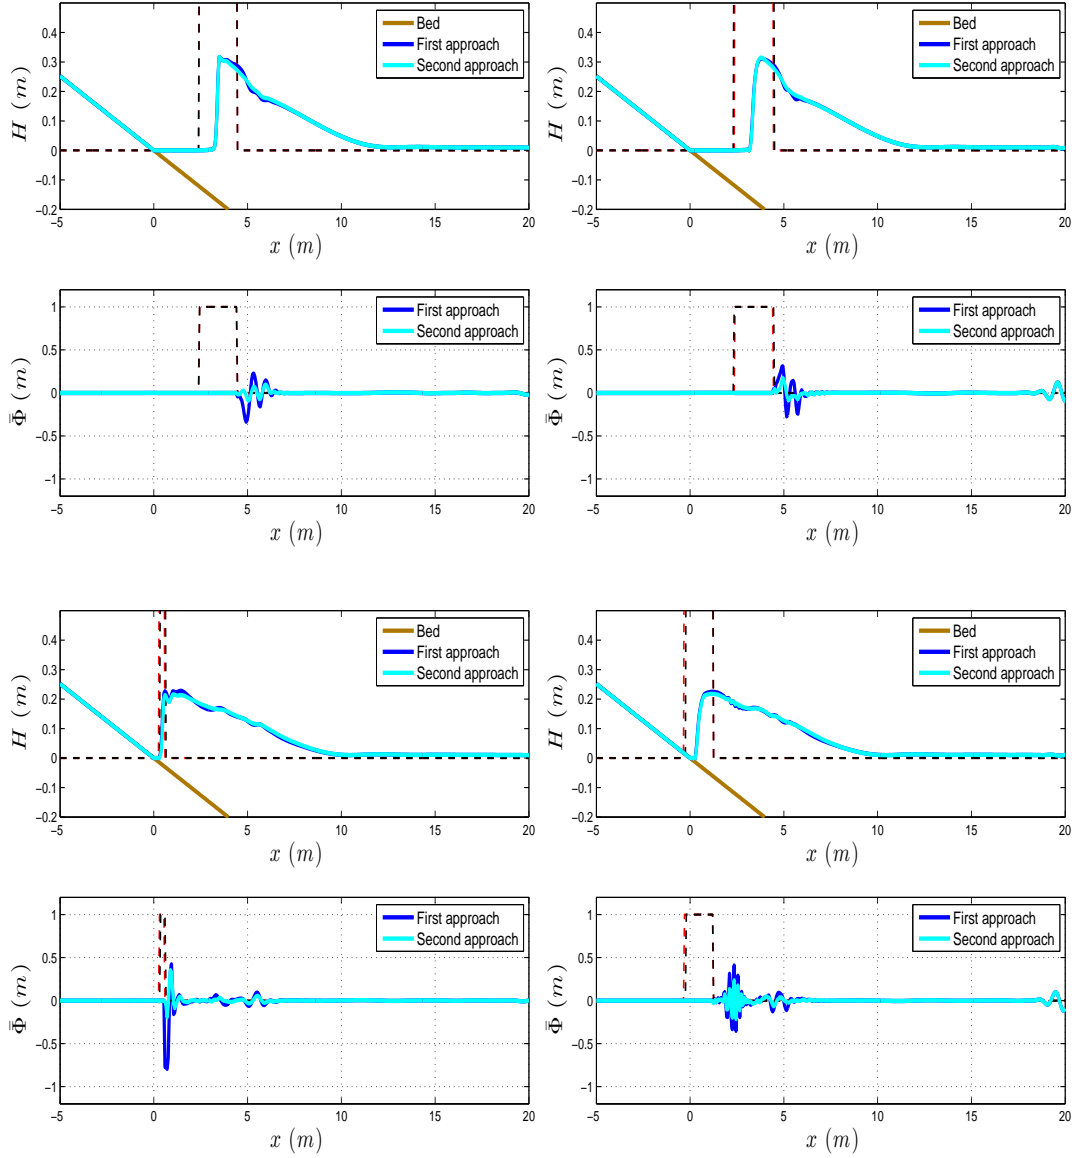 0.4
0.3
0.2
0.1
0
−0.1
−0.2
H (m)
−5 0 5 10 15 20
x (m)
Bed
First approach
Second approach
0.4
0.3
0.2
0.1
0
−0.1
−0.2
H (m)
−5 0 5 10 15 20
x (m)
Bed
First approach
Second approach
1
0.5
0
−0.5
−1
Φ̄ (m)
−5 0 5 10 15 20
x (m)
First approach
Second approach
1
0.5
0
−0.5
−1
Φ̄ (m)
−5 0 5 10 15 20
x (m)
First approach
Second approach
0.4
0.3
0.2
0.1
0
−0.1
−0.2
H (m)
−5 0 5 10 15 20
x (m)
Bed
First approach
Second approach
0.4
0.3
0.2
0.1
0
−0.1
−0.2
H (m)
−5 0 5 10 15 20
x (m)
Bed
First approach
Second approach
1
0.5
0
−0.5
−1
Φ̄ (m)
−5 0 5 10 15 20
x (m)
First approach
Second approach
1
0.5
0
−0.5
−1
Φ̄ (m)
−5 0 5 10 15 20
x (m)
First approach
Second approach